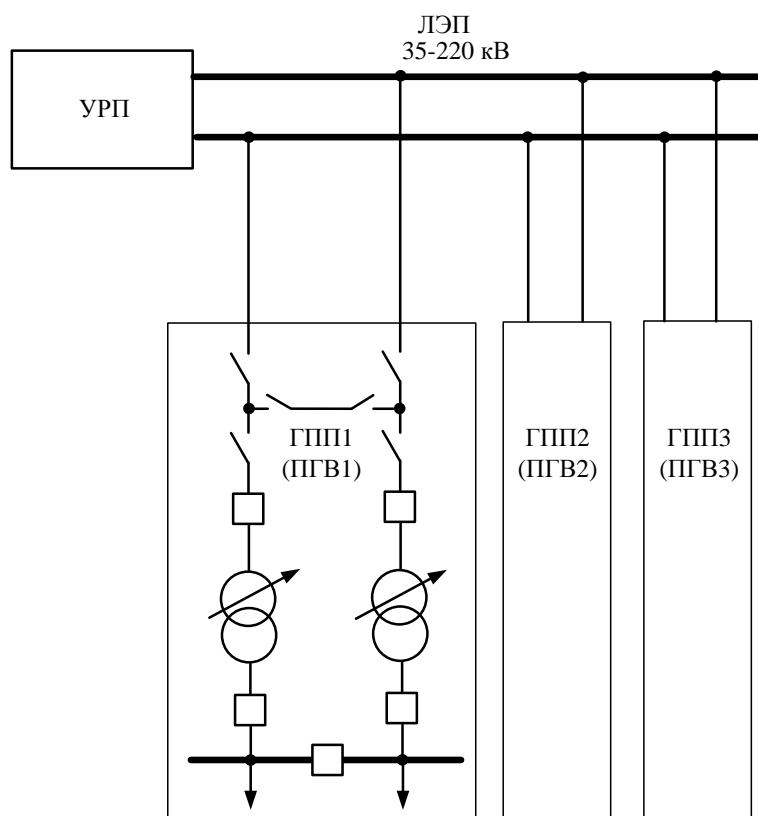 ЛЭП
35-220 кВ
УРП
ГПП1
(ПГВ1)
ГПП2
(ПГВ2)
ГПП3
(ПГВ3)